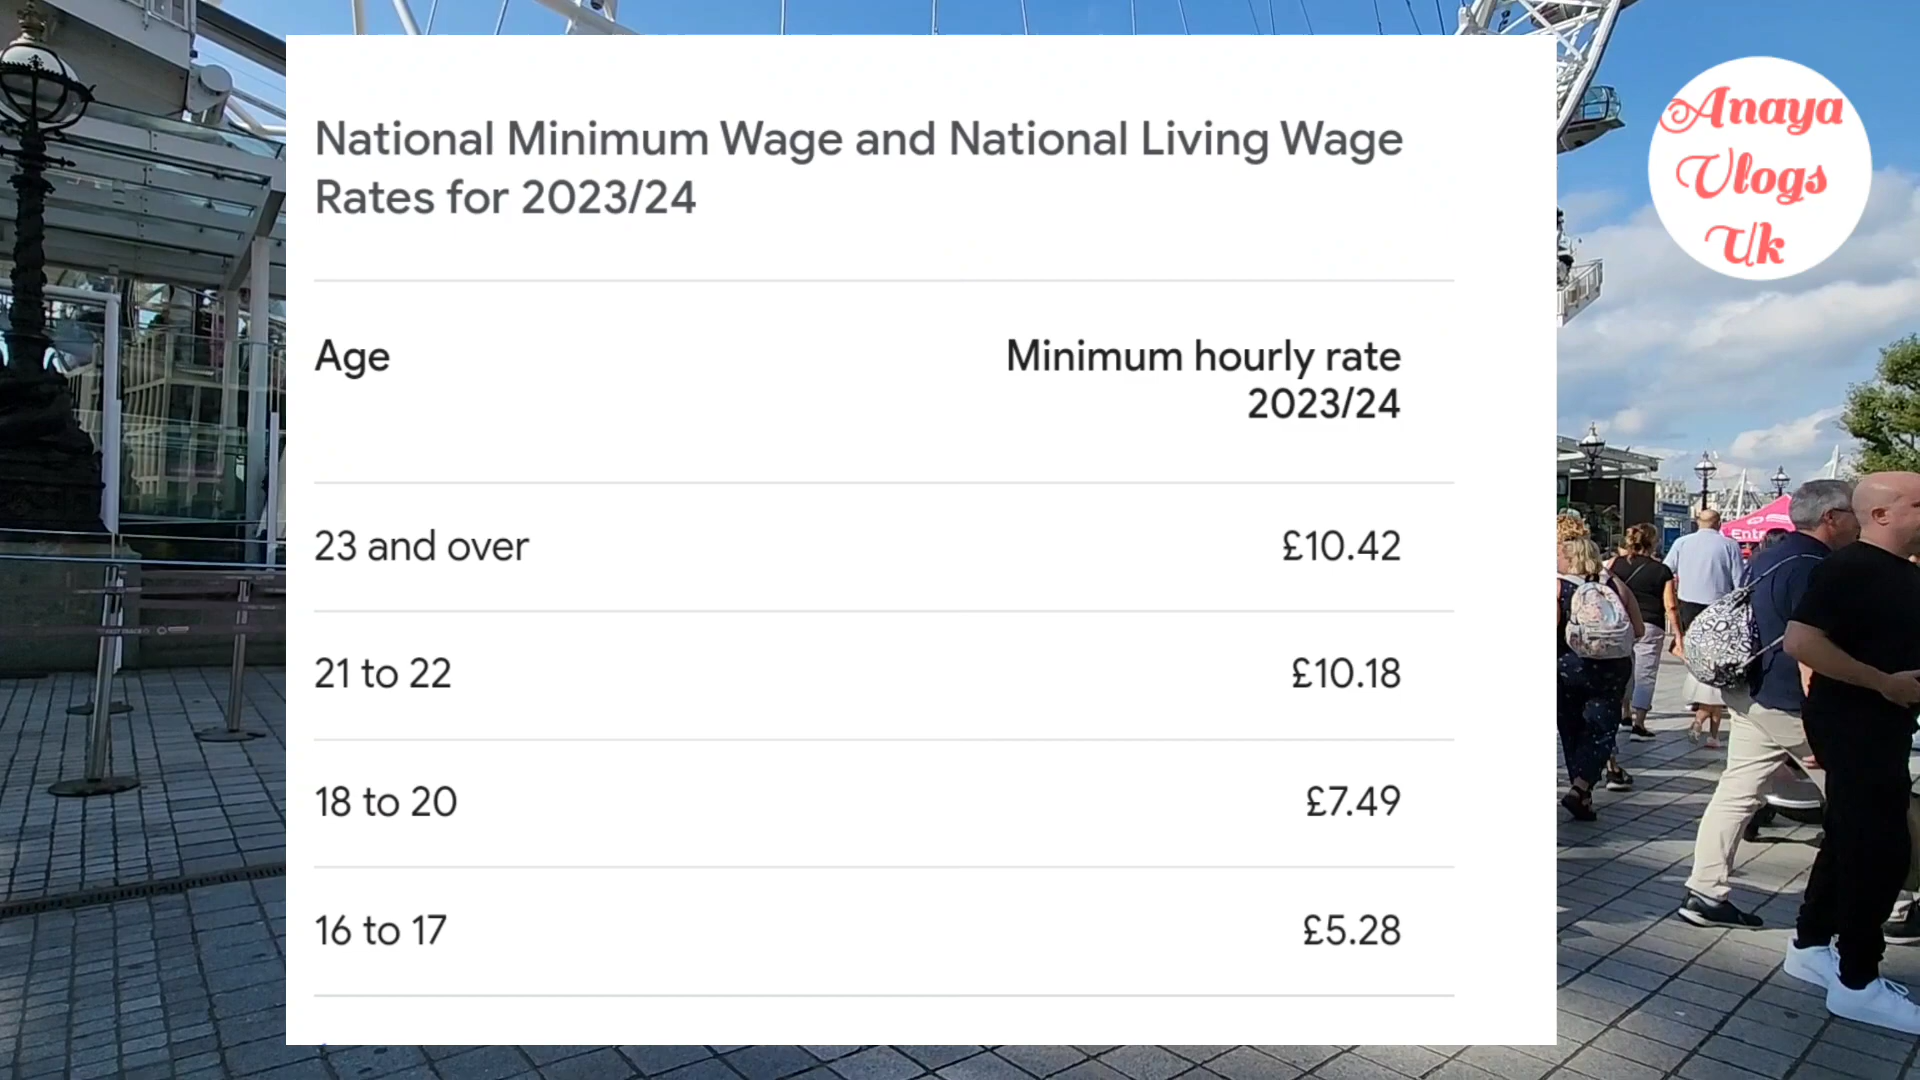 National Minimum Wage and National Living Wage
Rates for 2023/24
Age
Minimum hourly rate
2023/24
23 and over
£10.42
21 to 22
£10.18
18 to 20
£7.49
16 to 17
£5.28
Anaya
Vlogs
Uk